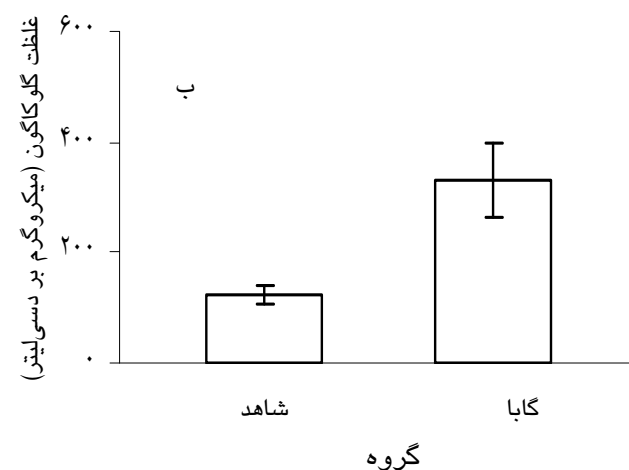 غلظت گلوکاگون (میکروگرم بر دسی‌لیتر)
۶۰۰
۴۰۰
۲۰۰
۰
ب
شاهد
گابا
گروه